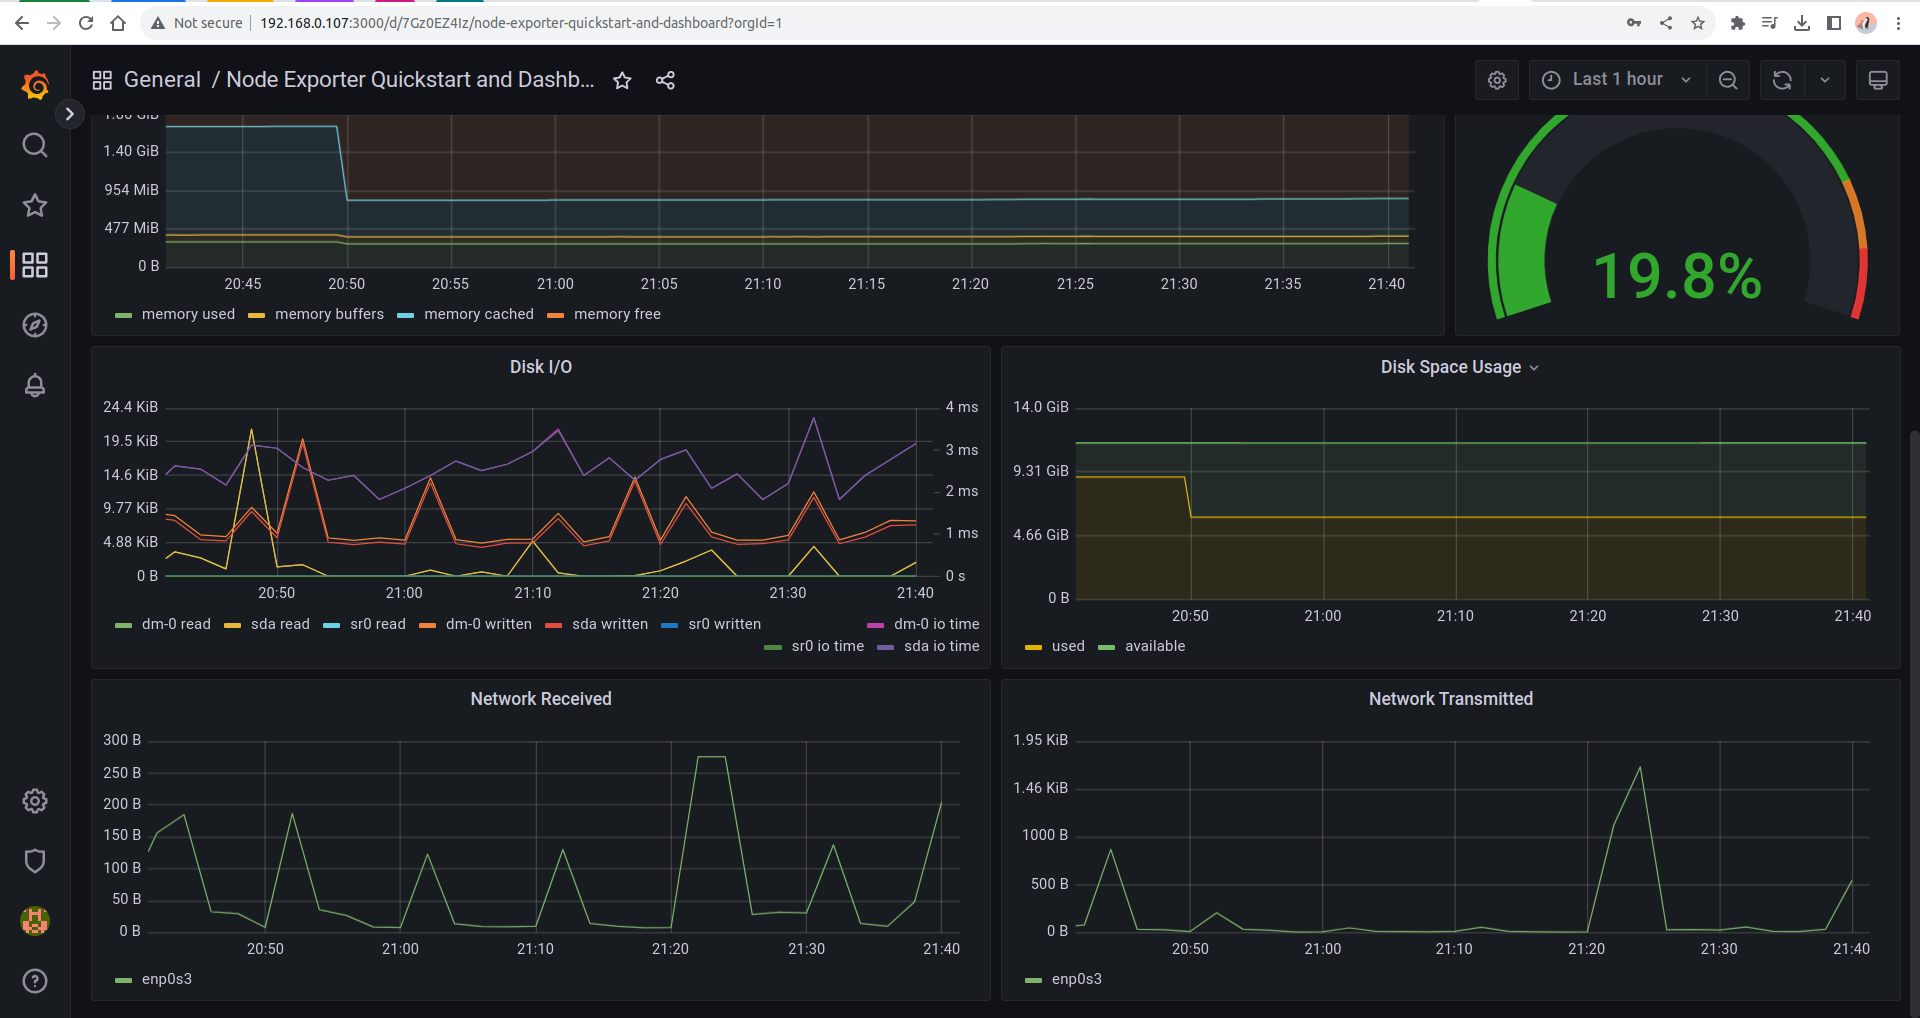 Not secure 192.168.0.107:3000/d/7Gz0EZ4Iz/node-exporter-quickstart-and-dashboard?orgId=1
General / Node Exporter Quickstart and Dashb...
Last 1 hour
1.86 GiB
1.40 GiB
954 MiB
477 MiB
0 B
20:45 20:50 20:55 21:00 21:05 21:10 21:15 21:20 21:25 21:30 21:35 21:40
memory used memory buffers memory cached memory free
19.8%
Disk I/O
24.4 KiB
19.5 KiB
14.6 KiB
9.77 KiB
4.88 KiB
0 B
4 ms
3 ms
2 ms
1 ms
0 s
20:50 21:00 21:10 21:20 21:30 21:40
dm-0 read sda read sr0 read dm-0 written sda written sr0 written dm-0 io time
sr0 io time sda io time
Disk Space Usage
14.0 GiB
9.31 GiB
4.66 GiB
0 B
20:50 21:00 21:10 21:20 21:30 21:40
used available
Network Received
300 B
250 B
200 B
150 B
100 B
50 B
0 B
20:50 21:00 21:10 21:20 21:30 21:40
enp0s3
Network Transmitted
1.95 KiB
1.46 KiB
1000 B
500 B
0 B
20:50 21:00 21:10 21:20 21:30 21:40
enp0s3